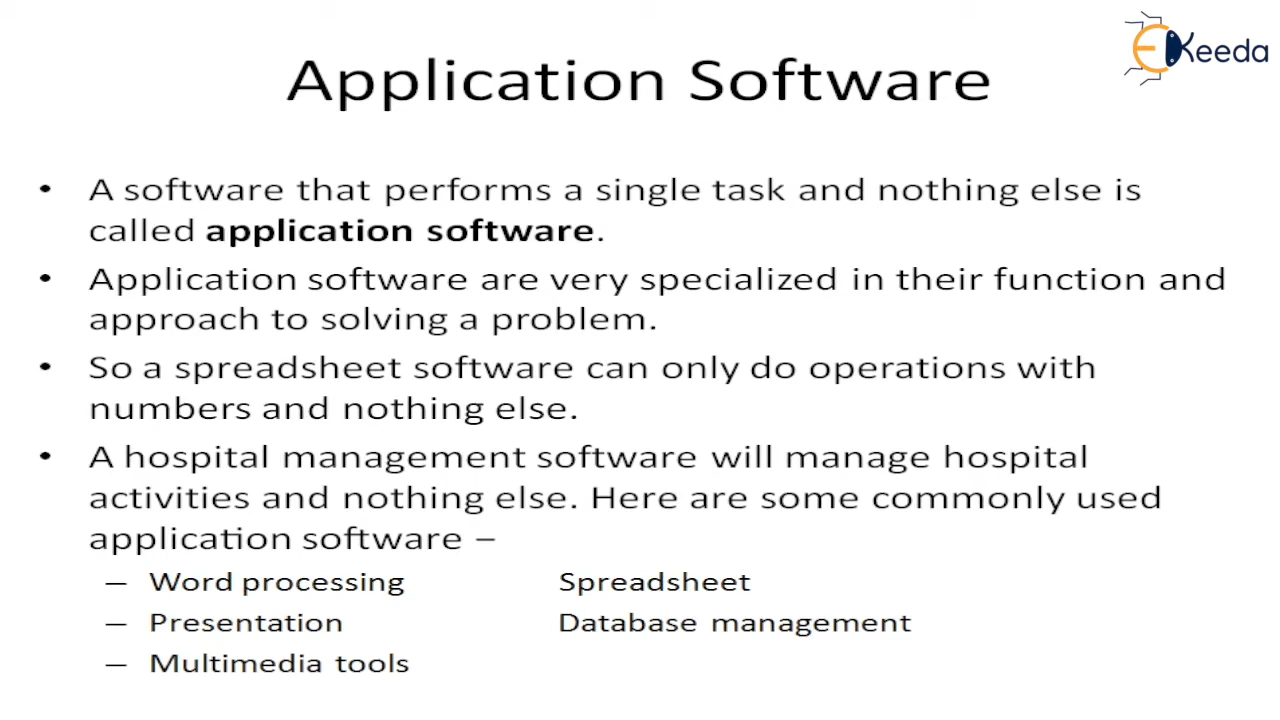 EKeeda
Application Software
• A software that performs a single task and nothing else is
called application software.
• Application software are very specialized in their function and
approach to solving a problem.
• So a spreadsheet software can only do operations with
numbers and nothing else.
• A hospital management software will manage hospital
activities and nothing else. Here are some commonly used
application software –
– Word processing Spreadsheet
– Presentation Database management
– Multimedia tools